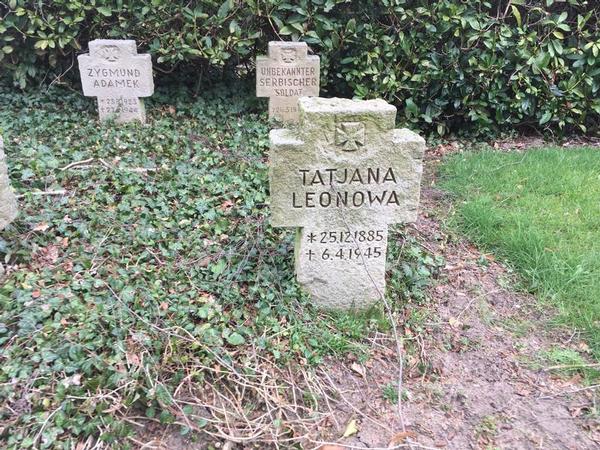 ZYGMUND
ADAMEK
UNBEKANNTER
SERBISCHER
SOLDAT
TATJANA
LEONOWA
* 25.12.1885
† 6.4.1945